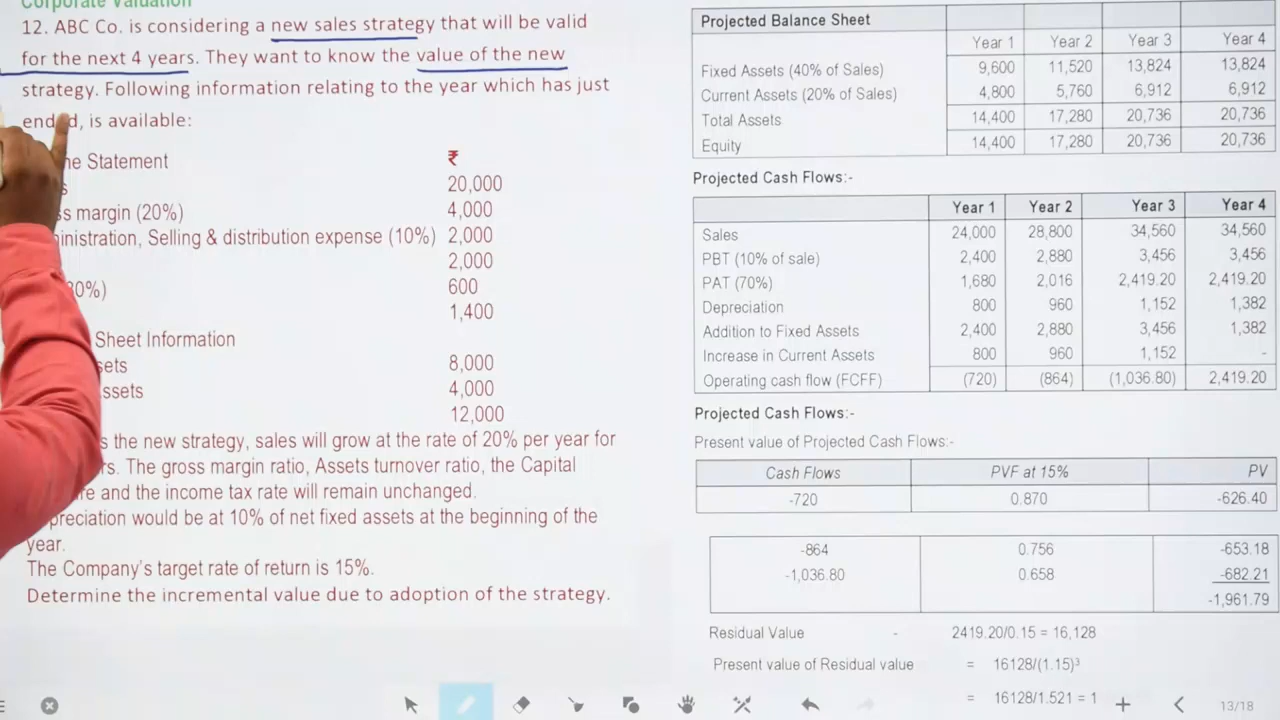 Corporate Valuation
12. ABC Co. is considering a new sales strategy that will be valid
for the next 4 years. They want to know the value of the new
strategy. Following information relating to the year which has just
ended, is available:
Statement
₹
20,000
margin (20%)
4,000
Selling & distribution expense (10%)
2,000
2,000
600
1,400
Sheet Information
8,000
4,000
12,000
the new strategy, sales will grow at the rate of 20% per year for
The gross margin ratio, Assets turnover ratio, the Capital
and the income tax rate will remain unchanged.
would be at 10% of net fixed assets at the beginning of the
year.
The Company's target rate of return is 15%.
Determine the incremental value due to adoption of the strategy.
Projected Balance Sheet
Year 1 Year 2 Year 3 Year 4
Fixed Assets (40% of Sales) 9,600 11,520 13,824 13,824
Current Assets (20% of Sales) 4,800 5,760 6,912 6,912
Total Assets 14,400 17,280 20,736 20,736
Equity 14,400 17,280 20,736 20,736
Projected Cash Flows:-
Year 1 Year 2 Year 3 Year 4
Sales 24,000 28,800 34,560 34,560
PBT (10% of sale) 2,400 2,880 3,456 3,456
PAT (70%) 1,680 2,016 2,419.20 2,419.20
Depreciation 800 960 1,152 1,382
Addition to Fixed Assets 2,400 2,880 3,456 1,382
Increase in Current Assets 800 960 1,152 -
Operating cash flow (FCFF) (720) (864) (1,036.80) 2,419.20
Projected Cash Flows:-
Present value of Projected Cash Flows:-
Cash Flows PVF at 15% PV
-720 0.870 -626.40
-864 0.756 -653.18
-1,036.80 0.658 -682.21
-1,961.79
Residual Value - 2419.20/0.15 = 16,128
Present value of Residual value = 16128/(1.15)³
= 16128/1.521 = 1
13/18